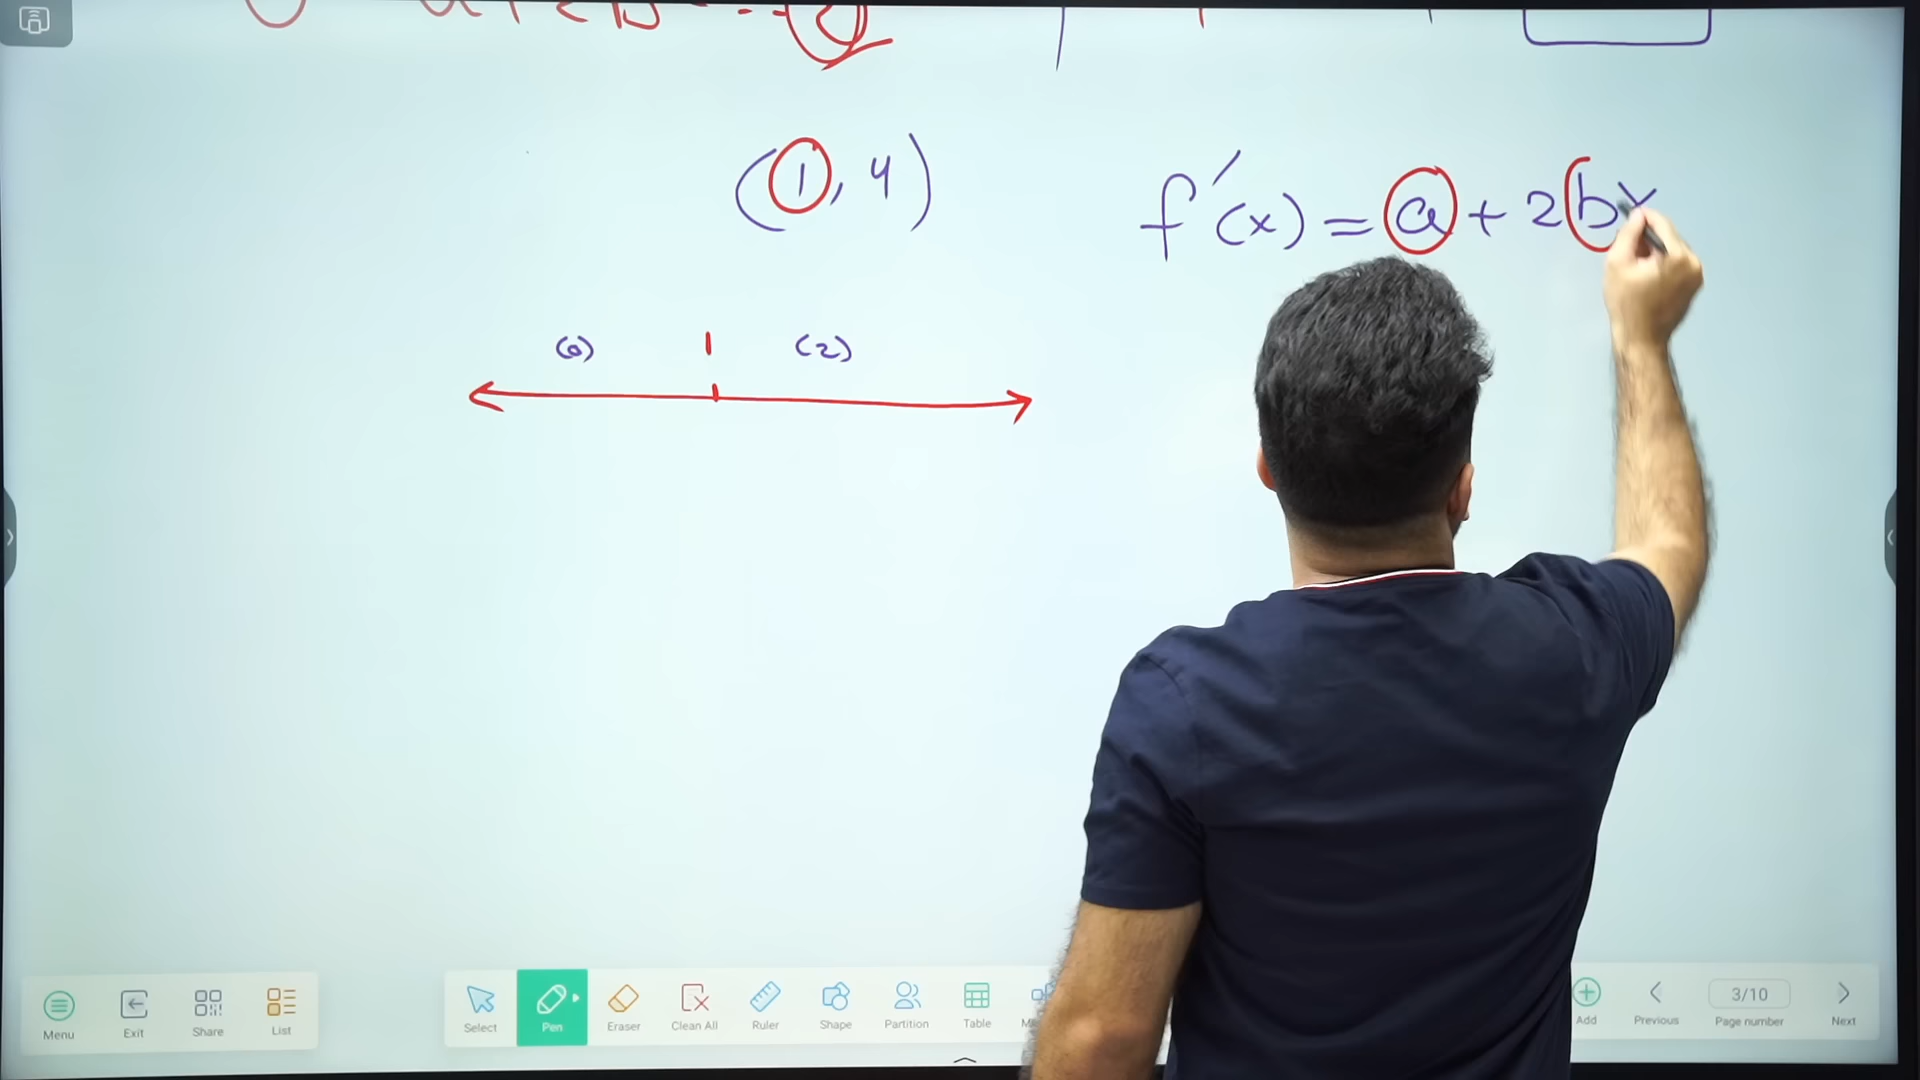 (1, 4)
f'(x) = a + 2bx
(0) 1 (2)
Menu Exit Share List Select Pen Eraser Clean All Ruler Shape Partition Table Add Previous 3/10 Page number Next